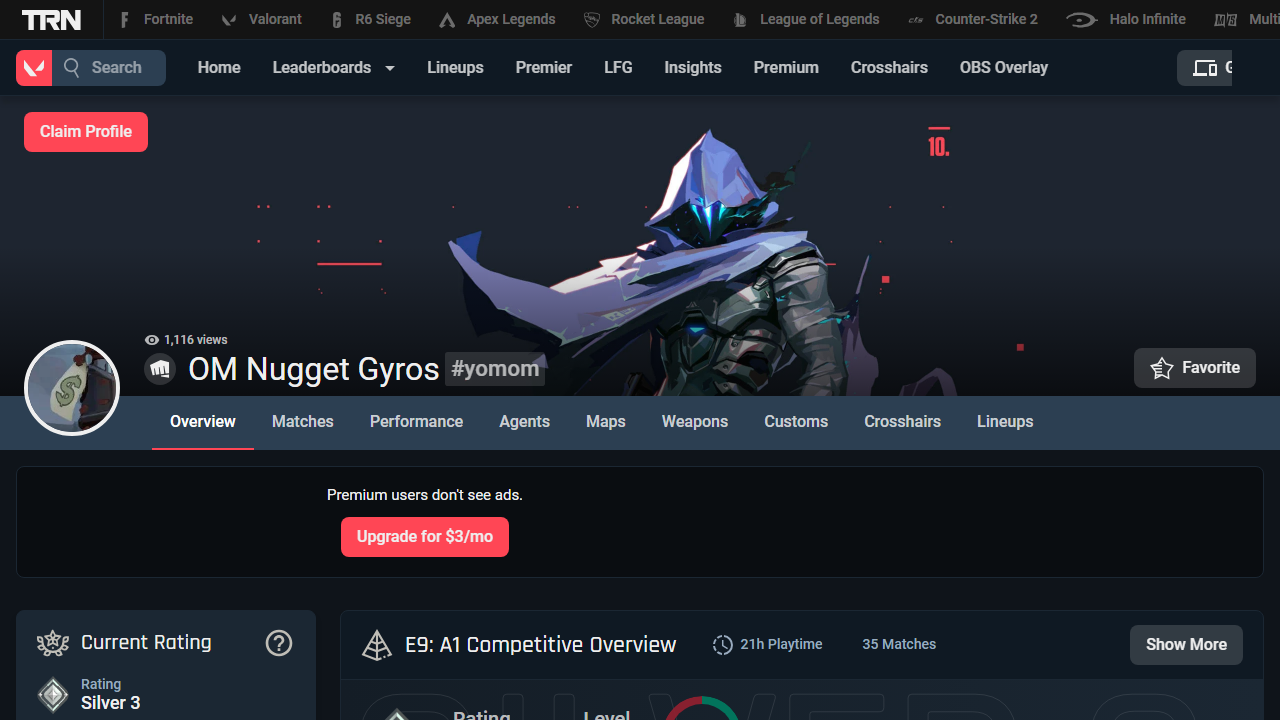 TRN Fortnite Valorant R6 Siege Apex Legends Rocket League League of Legends Counter-Strike 2 Halo Infinite Multi
Search Home Leaderboards Lineups Premier LFG Insights Premium Crosshairs OBS Overlay
Claim Profile
10.
1,116 views
OM Nugget Gyros #yomom
Favorite
Overview Matches Performance Agents Maps Weapons Customs Crosshairs Lineups
Premium users don't see ads.
Upgrade for $3/mo
Current Rating
Rating
Silver 3
E9: A1 Competitive Overview 21h Playtime 35 Matches Show More
Rating Level